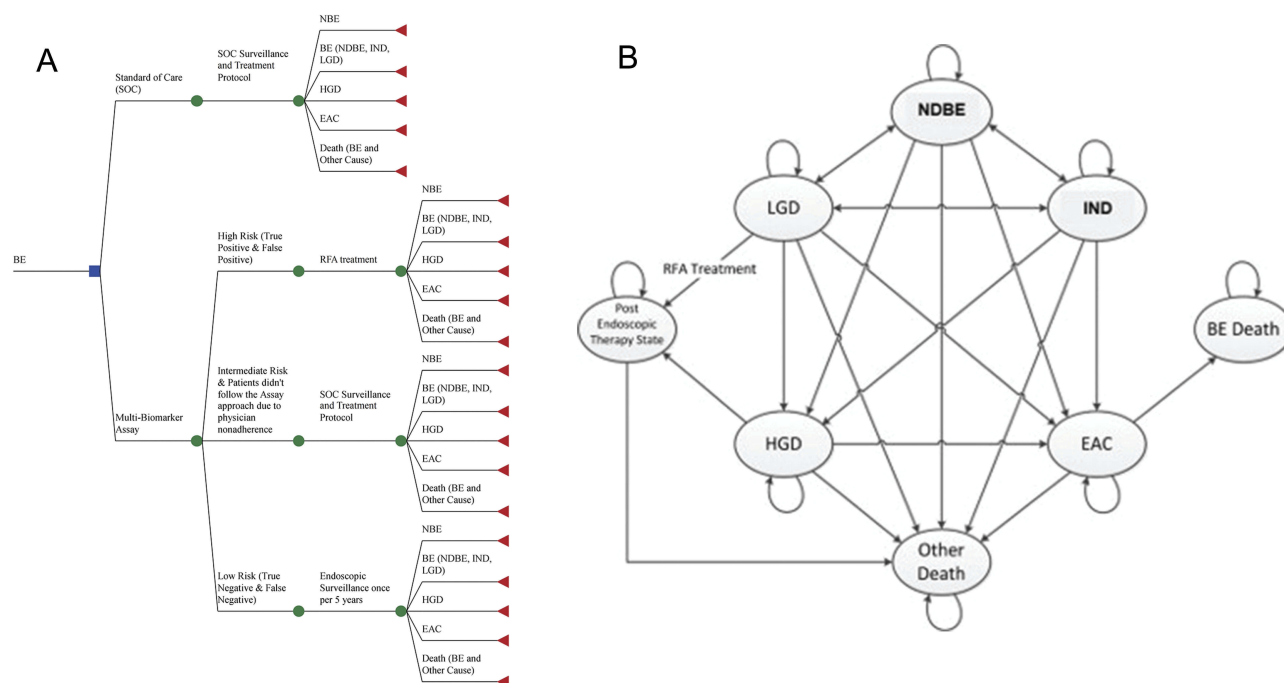 A
BE
Standard of Care
(SOC)
SOC Surveillance
and Treatment
Protocol
NBE
BE (NDBE, IND,
LGD)
HGD
EAC
Death (BE and
Other Cause)
Multi-Biomarker
Assay
High Risk (True
Positive & False
Positive)
RFA treatment
NBE
BE (NDBE, IND,
LGD)
HGD
EAC
Death (BE and
Other Cause)
Intermediate Risk
& Patients didn't
follow the Assay
approach due to
physician
nonadherence
SOC Surveillance
and Treatment
Protocol
NBE
BE (NDBE, IND,
LGD)
HGD
EAC
Death (BE and
Other Cause)
Low Risk (True
Negative & False
Negative)
Endoscopic
Surveillance once
per 5 years
NBE
BE (NDBE, IND,
LGD)
HGD
EAC
Death (BE and
Other Cause)
B
NDBE
LGD
IND
RFA Treatment
Post
Endoscopic
Therapy State
BE Death
HGD
EAC
Other
Death